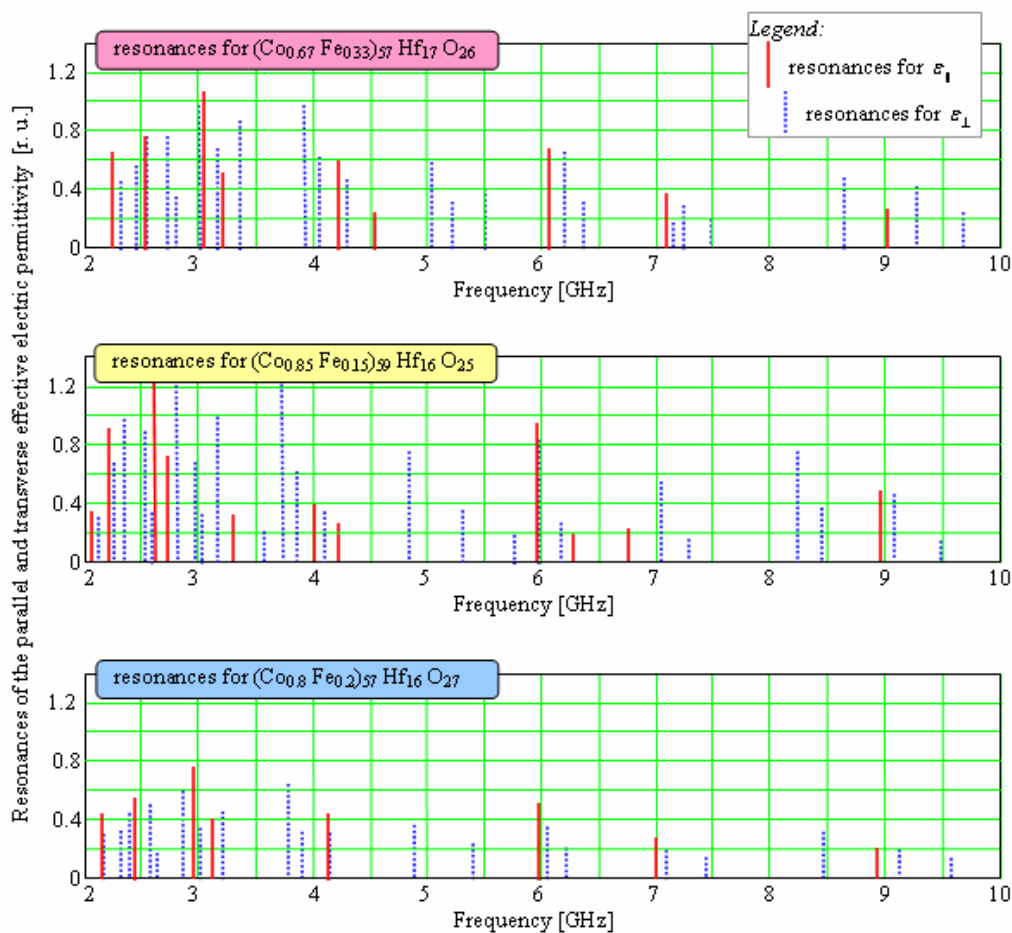 Resonances of the parallel and transverse effective electric permittivity [r. u.]
Legend:
resonances for ε∥
resonances for ε⊥
resonances for (Co0.67 Fe033)57 Hf17 O26
1.2
0.8
0.4
0
2 3 4 5 6 7 8 9 10
Frequency [GHz]
resonances for (Co0.85 Fe0.15)59 Hf16 O25
1.2
0.8
0.4
0
2 3 4 5 6 7 8 9 10
Frequency [GHz]
resonances for (Co0.8 Fe0.2)57 Hf16 O27
1.2
0.8
0.4
0
2 3 4 5 6 7 8 9 10
Frequency [GHz]